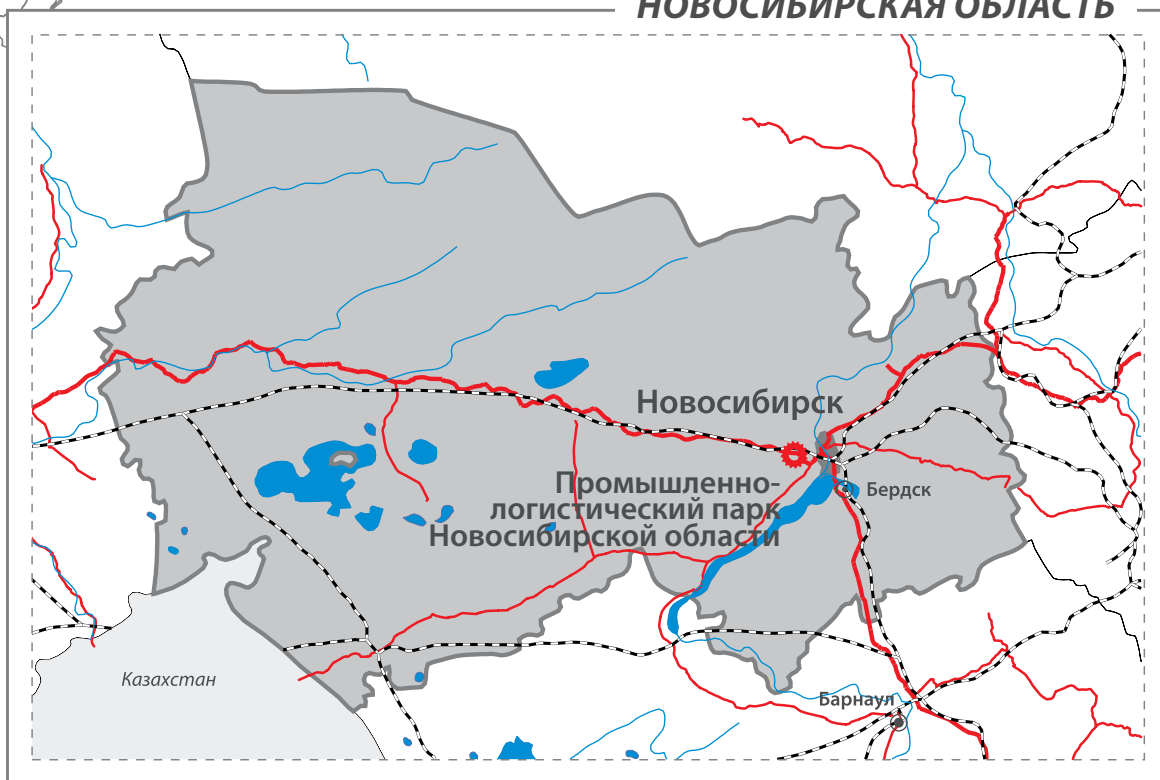 НОВОСИБИРСКАЯ ОБЛАСТЬ
Новосибирск
Промышленно-
логистический парк
Новосибирской области
Бердск
Казахстан
Барнаул